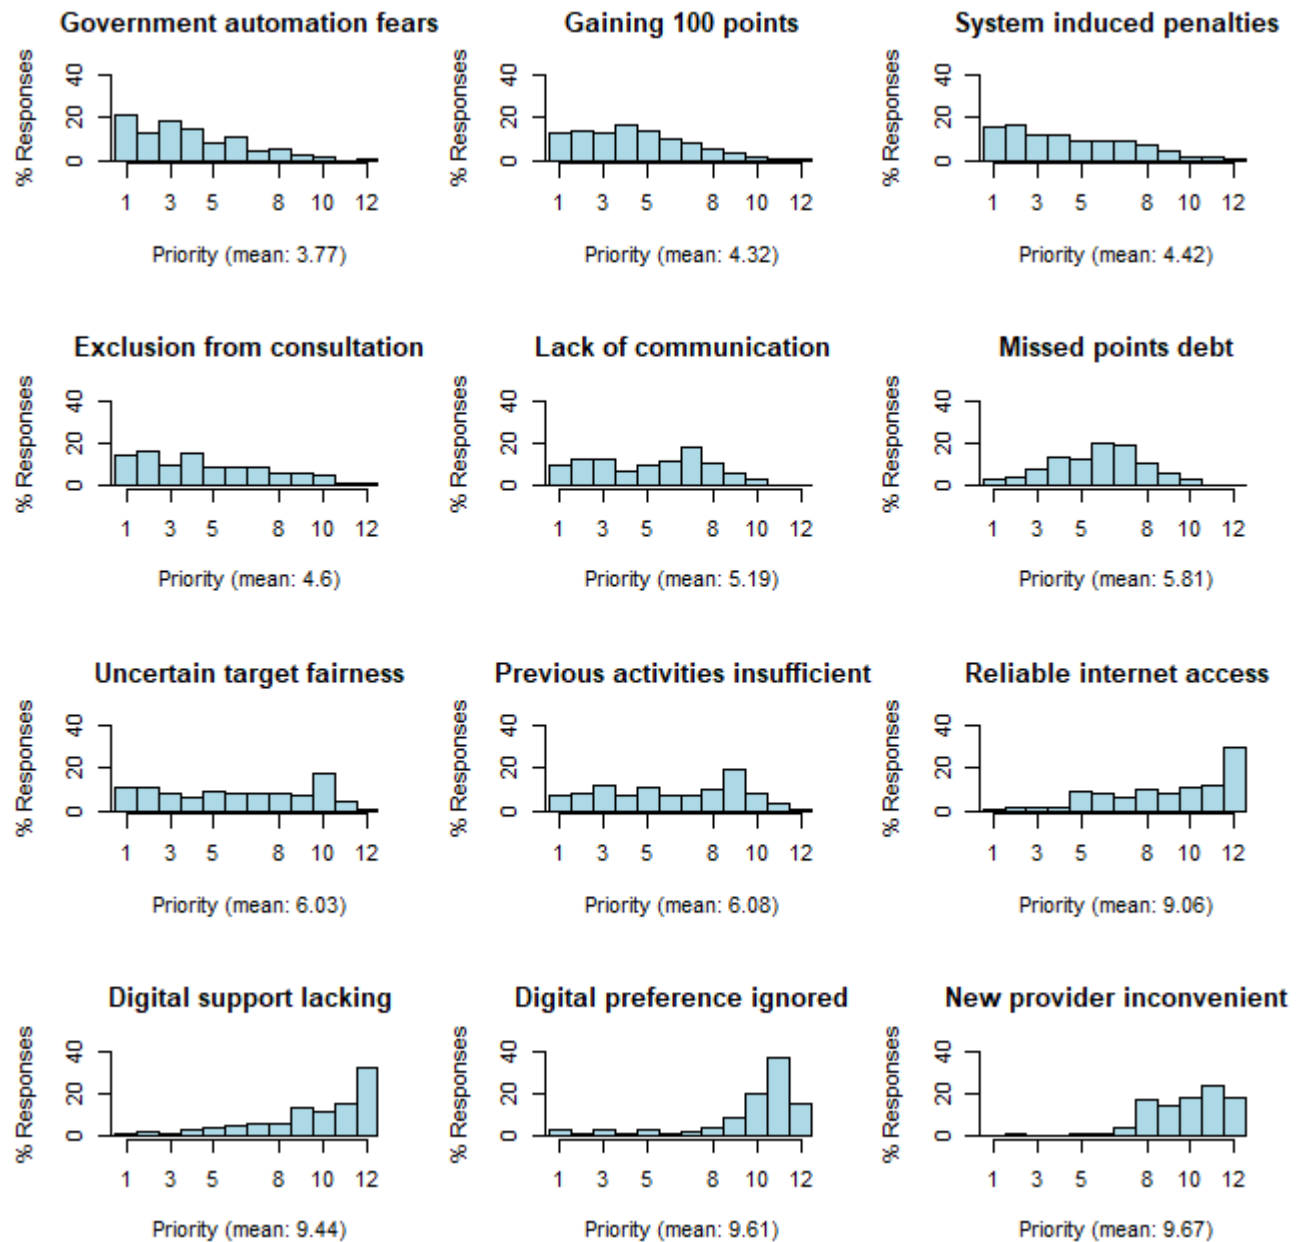 Government automation fears
% Responses
0 20 40
1 3 5 8 10 12
Priority (mean: 3.77)
Gaining 100 points
% Responses
0 20 40
1 3 5 8 10 12
Priority (mean: 4.32)
System induced penalties
% Responses
0 20 40
1 3 5 8 10 12
Priority (mean: 4.42)
Exclusion from consultation
% Responses
0 20 40
1 3 5 8 10 12
Priority (mean: 4.6)
Lack of communication
% Responses
0 20 40
1 3 5 8 10 12
Priority (mean: 5.19)
Missed points debt
% Responses
0 20 40
1 3 5 8 10 12
Priority (mean: 5.81)
Uncertain target fairness
% Responses
0 20 40
1 3 5 8 10 12
Priority (mean: 6.03)
Previous activities insufficient
% Responses
0 20 40
1 3 5 8 10 12
Priority (mean: 6.08)
Reliable internet access
% Responses
0 20 40
1 3 5 8 10 12
Priority (mean: 9.06)
Digital support lacking
% Responses
0 20 40
1 3 5 8 10 12
Priority (mean: 9.44)
Digital preference ignored
% Responses
0 20 40
1 3 5 8 10 12
Priority (mean: 9.61)
New provider inconvenient
% Responses
0 20 40
1 3 5 8 10 12
Priority (mean: 9.67)